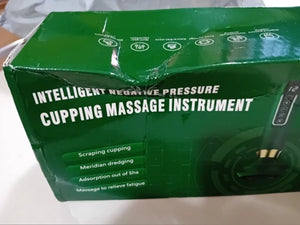 INTELLIGENT NEGATIVE PRESSURE
CUPPING MASSAGE INSTRUMENT
Scraping cupping
Meridian dredging
Adsorption out of Sha
Massage to relieve fatigue